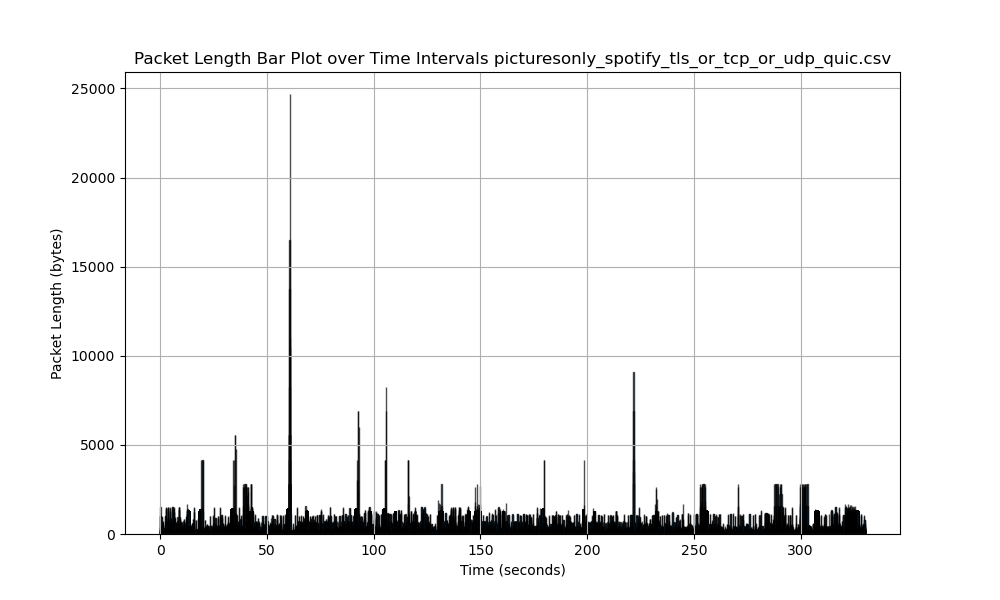 Packet Length Bar Plot over Time Intervals picturesonly_spotify_tls_or_tcp_or_udp_quic.csv
25000
20000
15000
10000
5000
0
Packet Length (bytes)
0 50 100 150 200 250 300
Time (seconds)